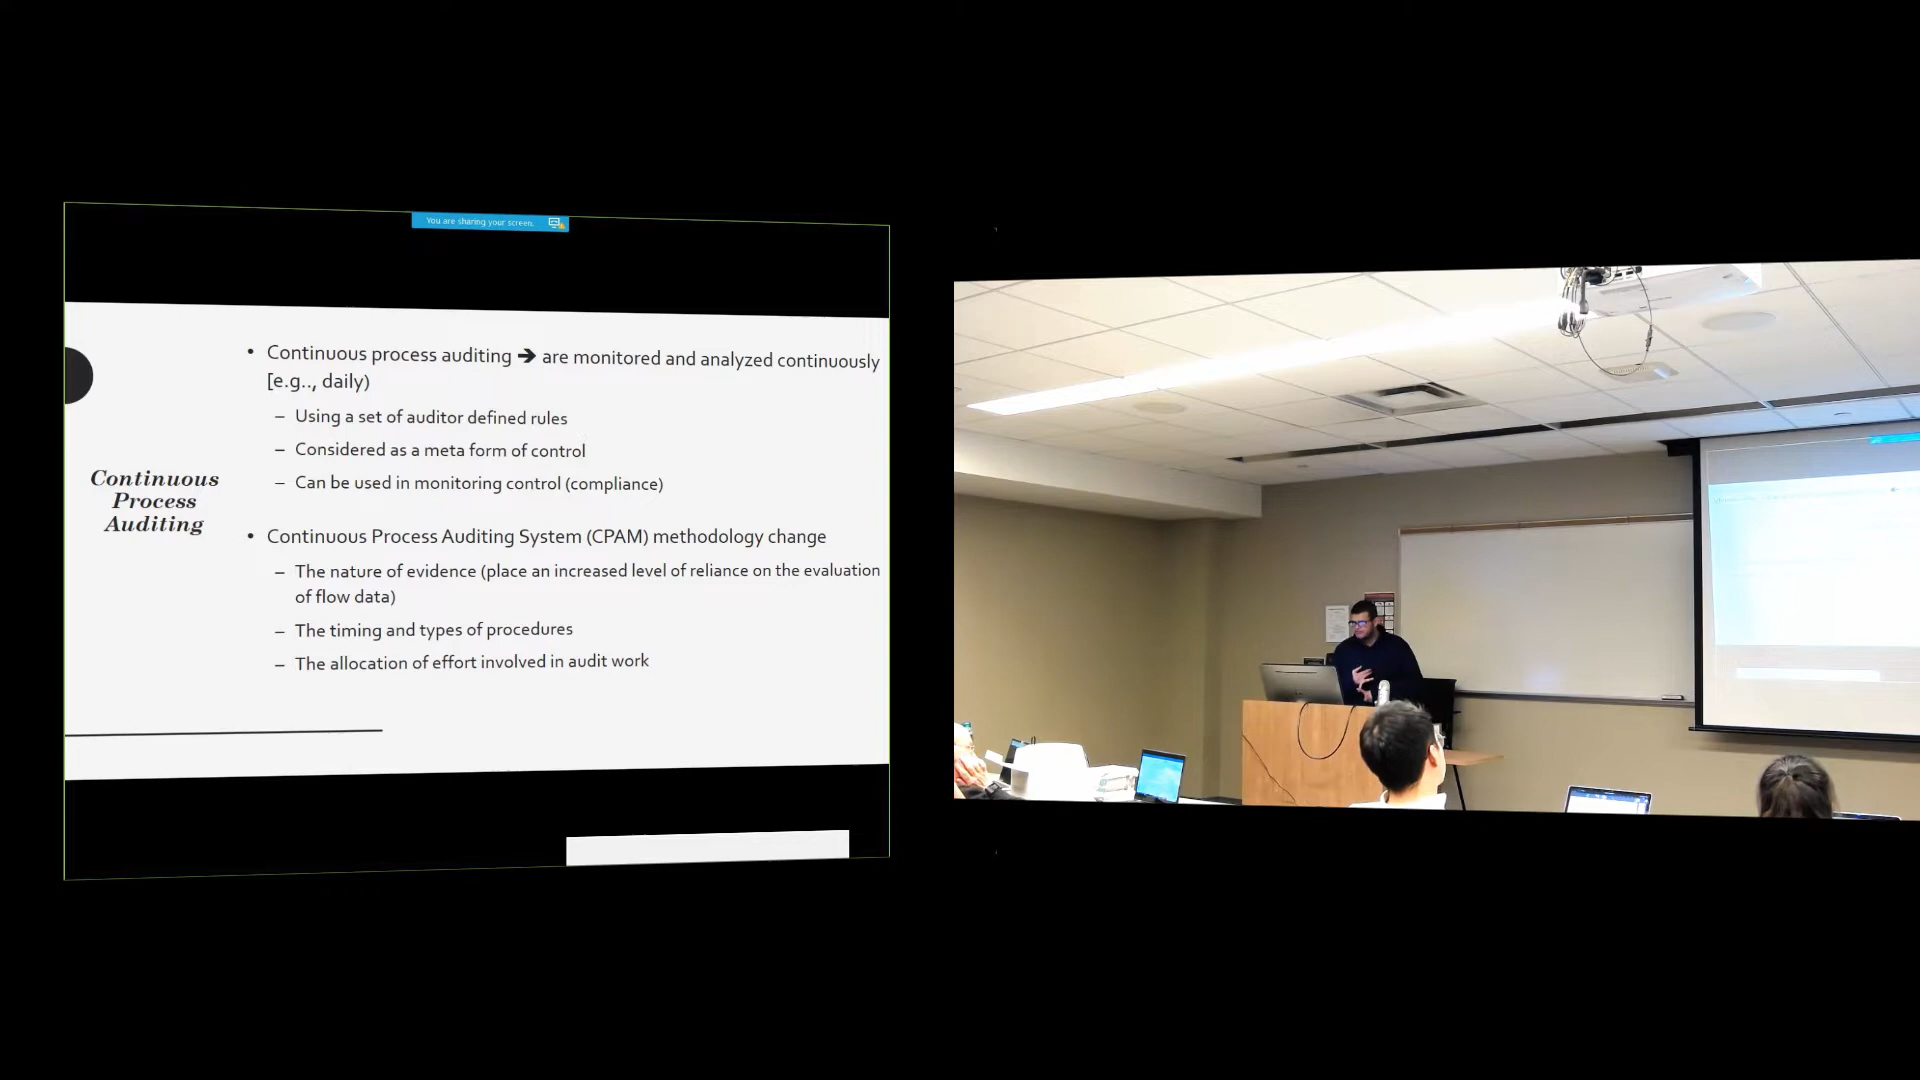 You are sharing your screen.
Continuous
Process
Auditing
• Continuous process auditing ➔ are monitored and analyzed continuously
[e.g.., daily)
– Using a set of auditor defined rules
– Considered as a meta form of control
– Can be used in monitoring control (compliance)
• Continuous Process Auditing System (CPAM) methodology change
– The nature of evidence (place an increased level of reliance on the evaluation
of flow data)
– The timing and types of procedures
– The allocation of effort involved in audit work